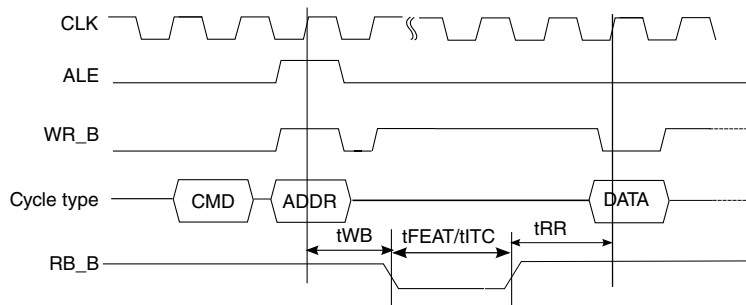 CLK
ALE
WR_B
Cycle type CMD ADDR DATA
tWB tFEAT/tITC tRR
RB_B